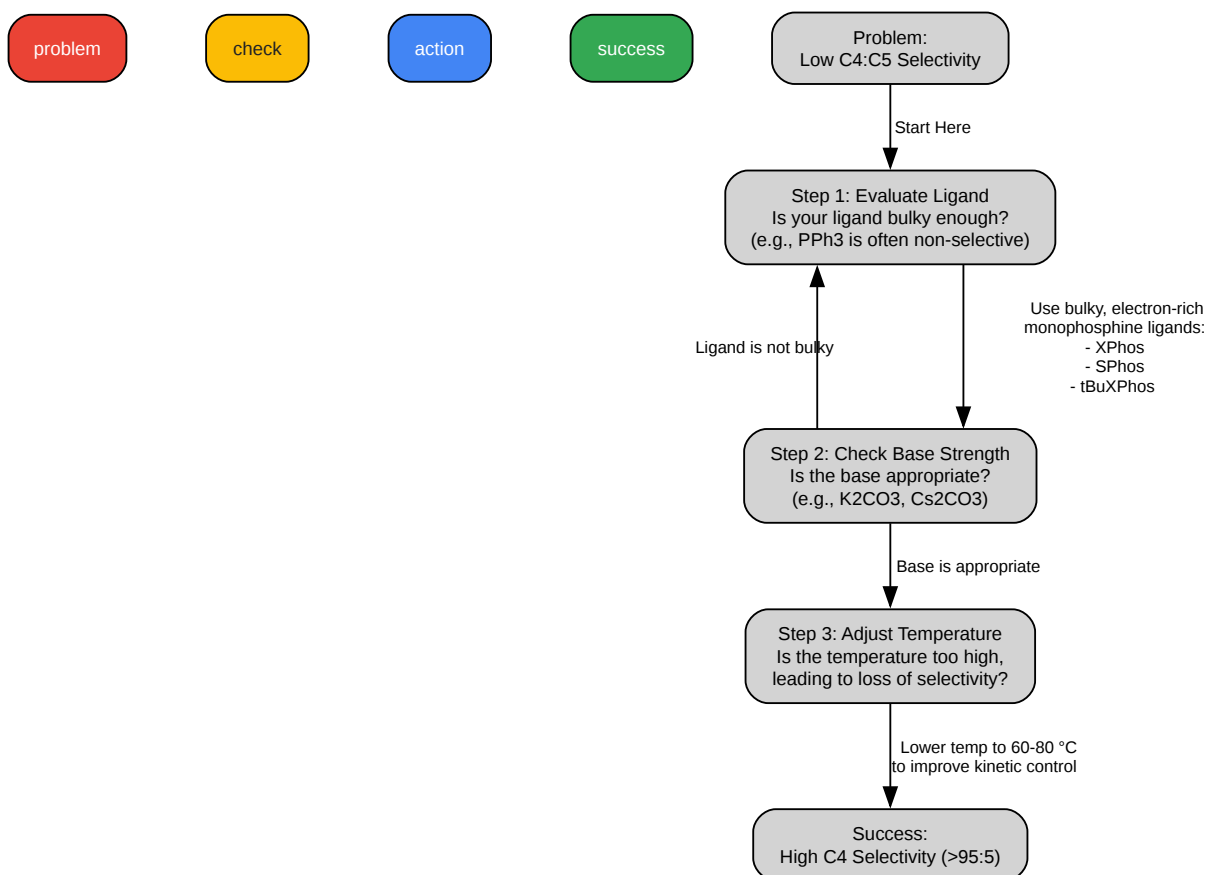 problem
check
action
success
Problem:
Low C4:C5 Selectivity
Start Here
Step 1: Evaluate Ligand
Is your ligand bulky enough?
(e.g., PPh3 is often non-selective)
Ligand is not bulky
Use bulky, electron-rich
monophosphine ligands:
- XPhos
- SPhos
- tBuXPhos
Step 2: Check Base Strength
Is the base appropriate?
(e.g., K2CO3, Cs2CO3)
Base is appropriate
Step 3: Adjust Temperature
Is the temperature too high,
leading to loss of selectivity?
Lower temp to 60-80 °C
to improve kinetic control
Success:
High C4 Selectivity (>95:5)